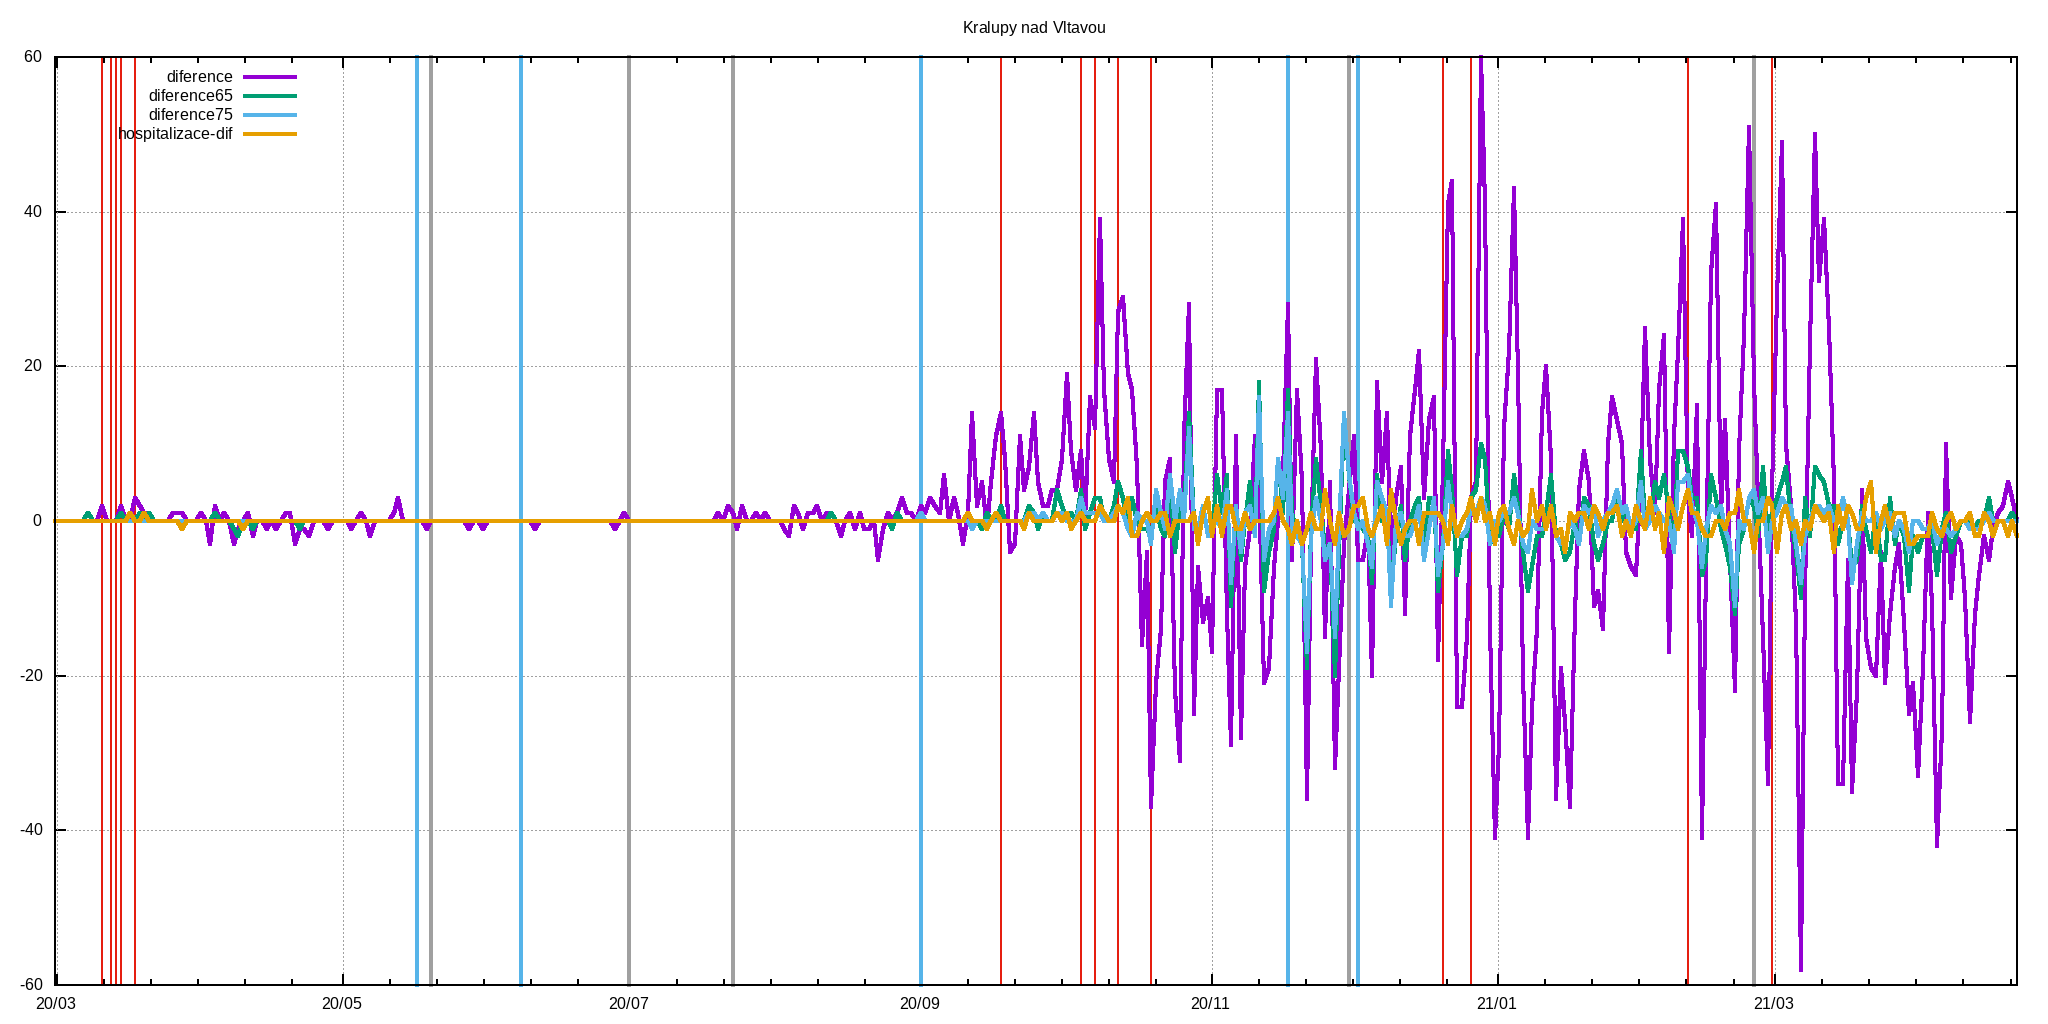 Kralupy nad Vltavou
60
40
20
0
-20
-40
-60
diference
diference65
diference75
hospitalizace-dif
20/03 20/05 20/07 20/09 20/11 21/01 21/03